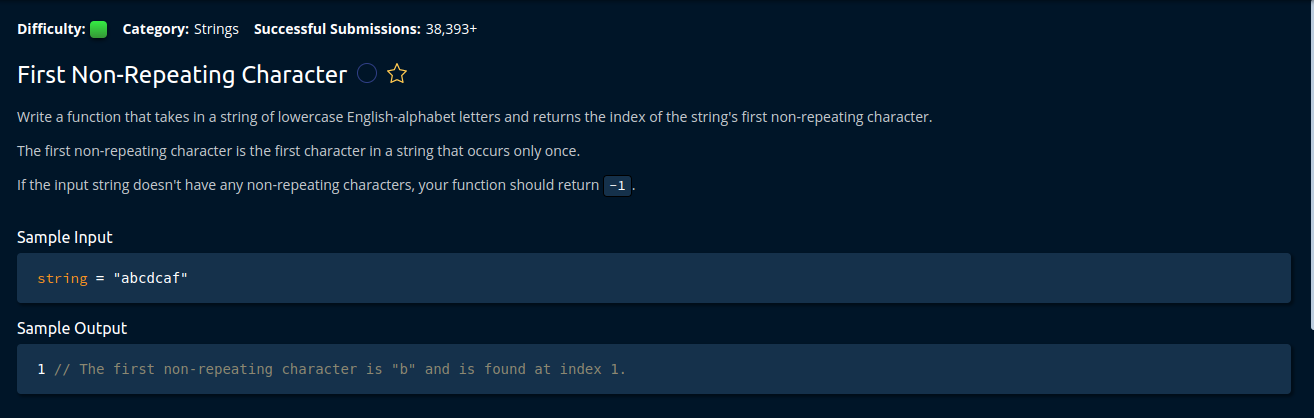 Difficulty: Category: Strings Successful Submissions: 38,393+
First Non-Repeating Character
Write a function that takes in a string of lowercase English-alphabet letters and returns the index of the string's first non-repeating character.
The first non-repeating character is the first character in a string that occurs only once.
If the input string doesn't have any non-repeating characters, your function should return -1.
Sample Input
string = "abcdcaf"
Sample Output
1 // The first non-repeating character is "b" and is found at index 1.